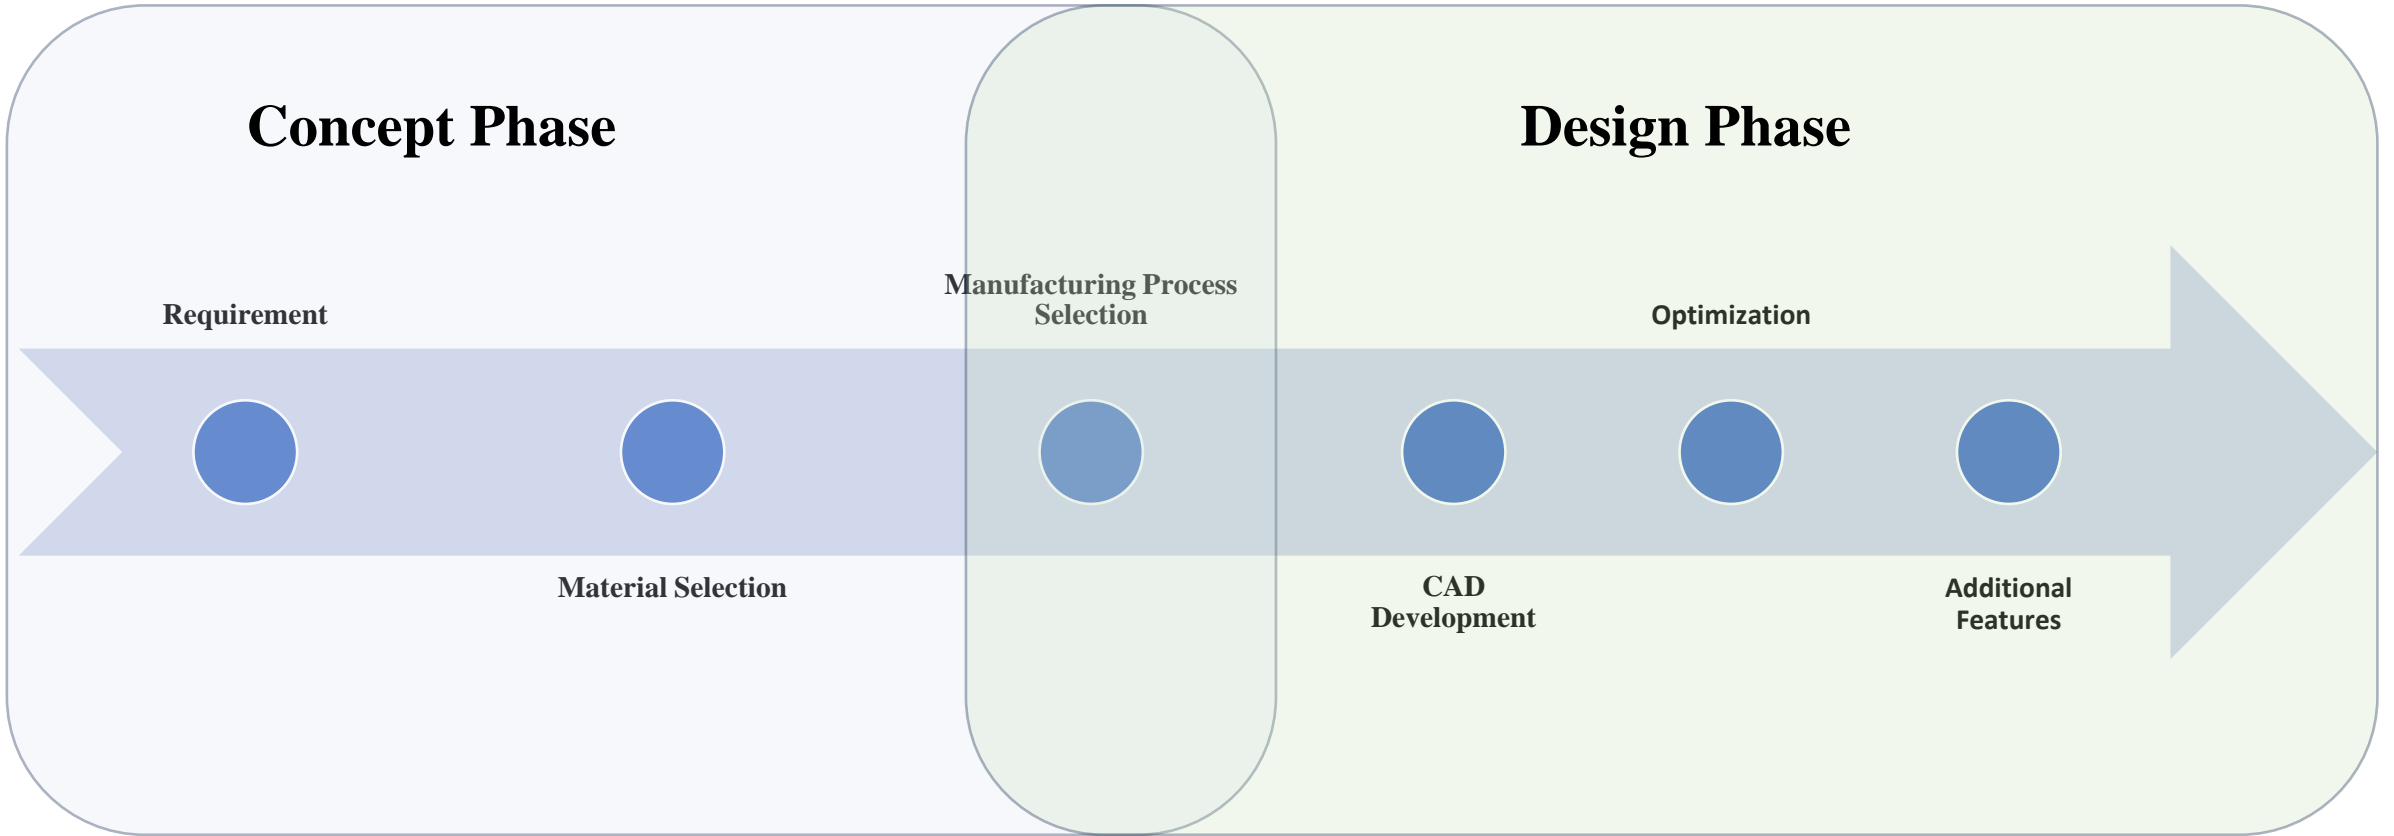 Concept Phase
Design Phase
Requirement
Manufacturing Process
Selection
Optimization
Material Selection
CAD
Development
Additional
Features